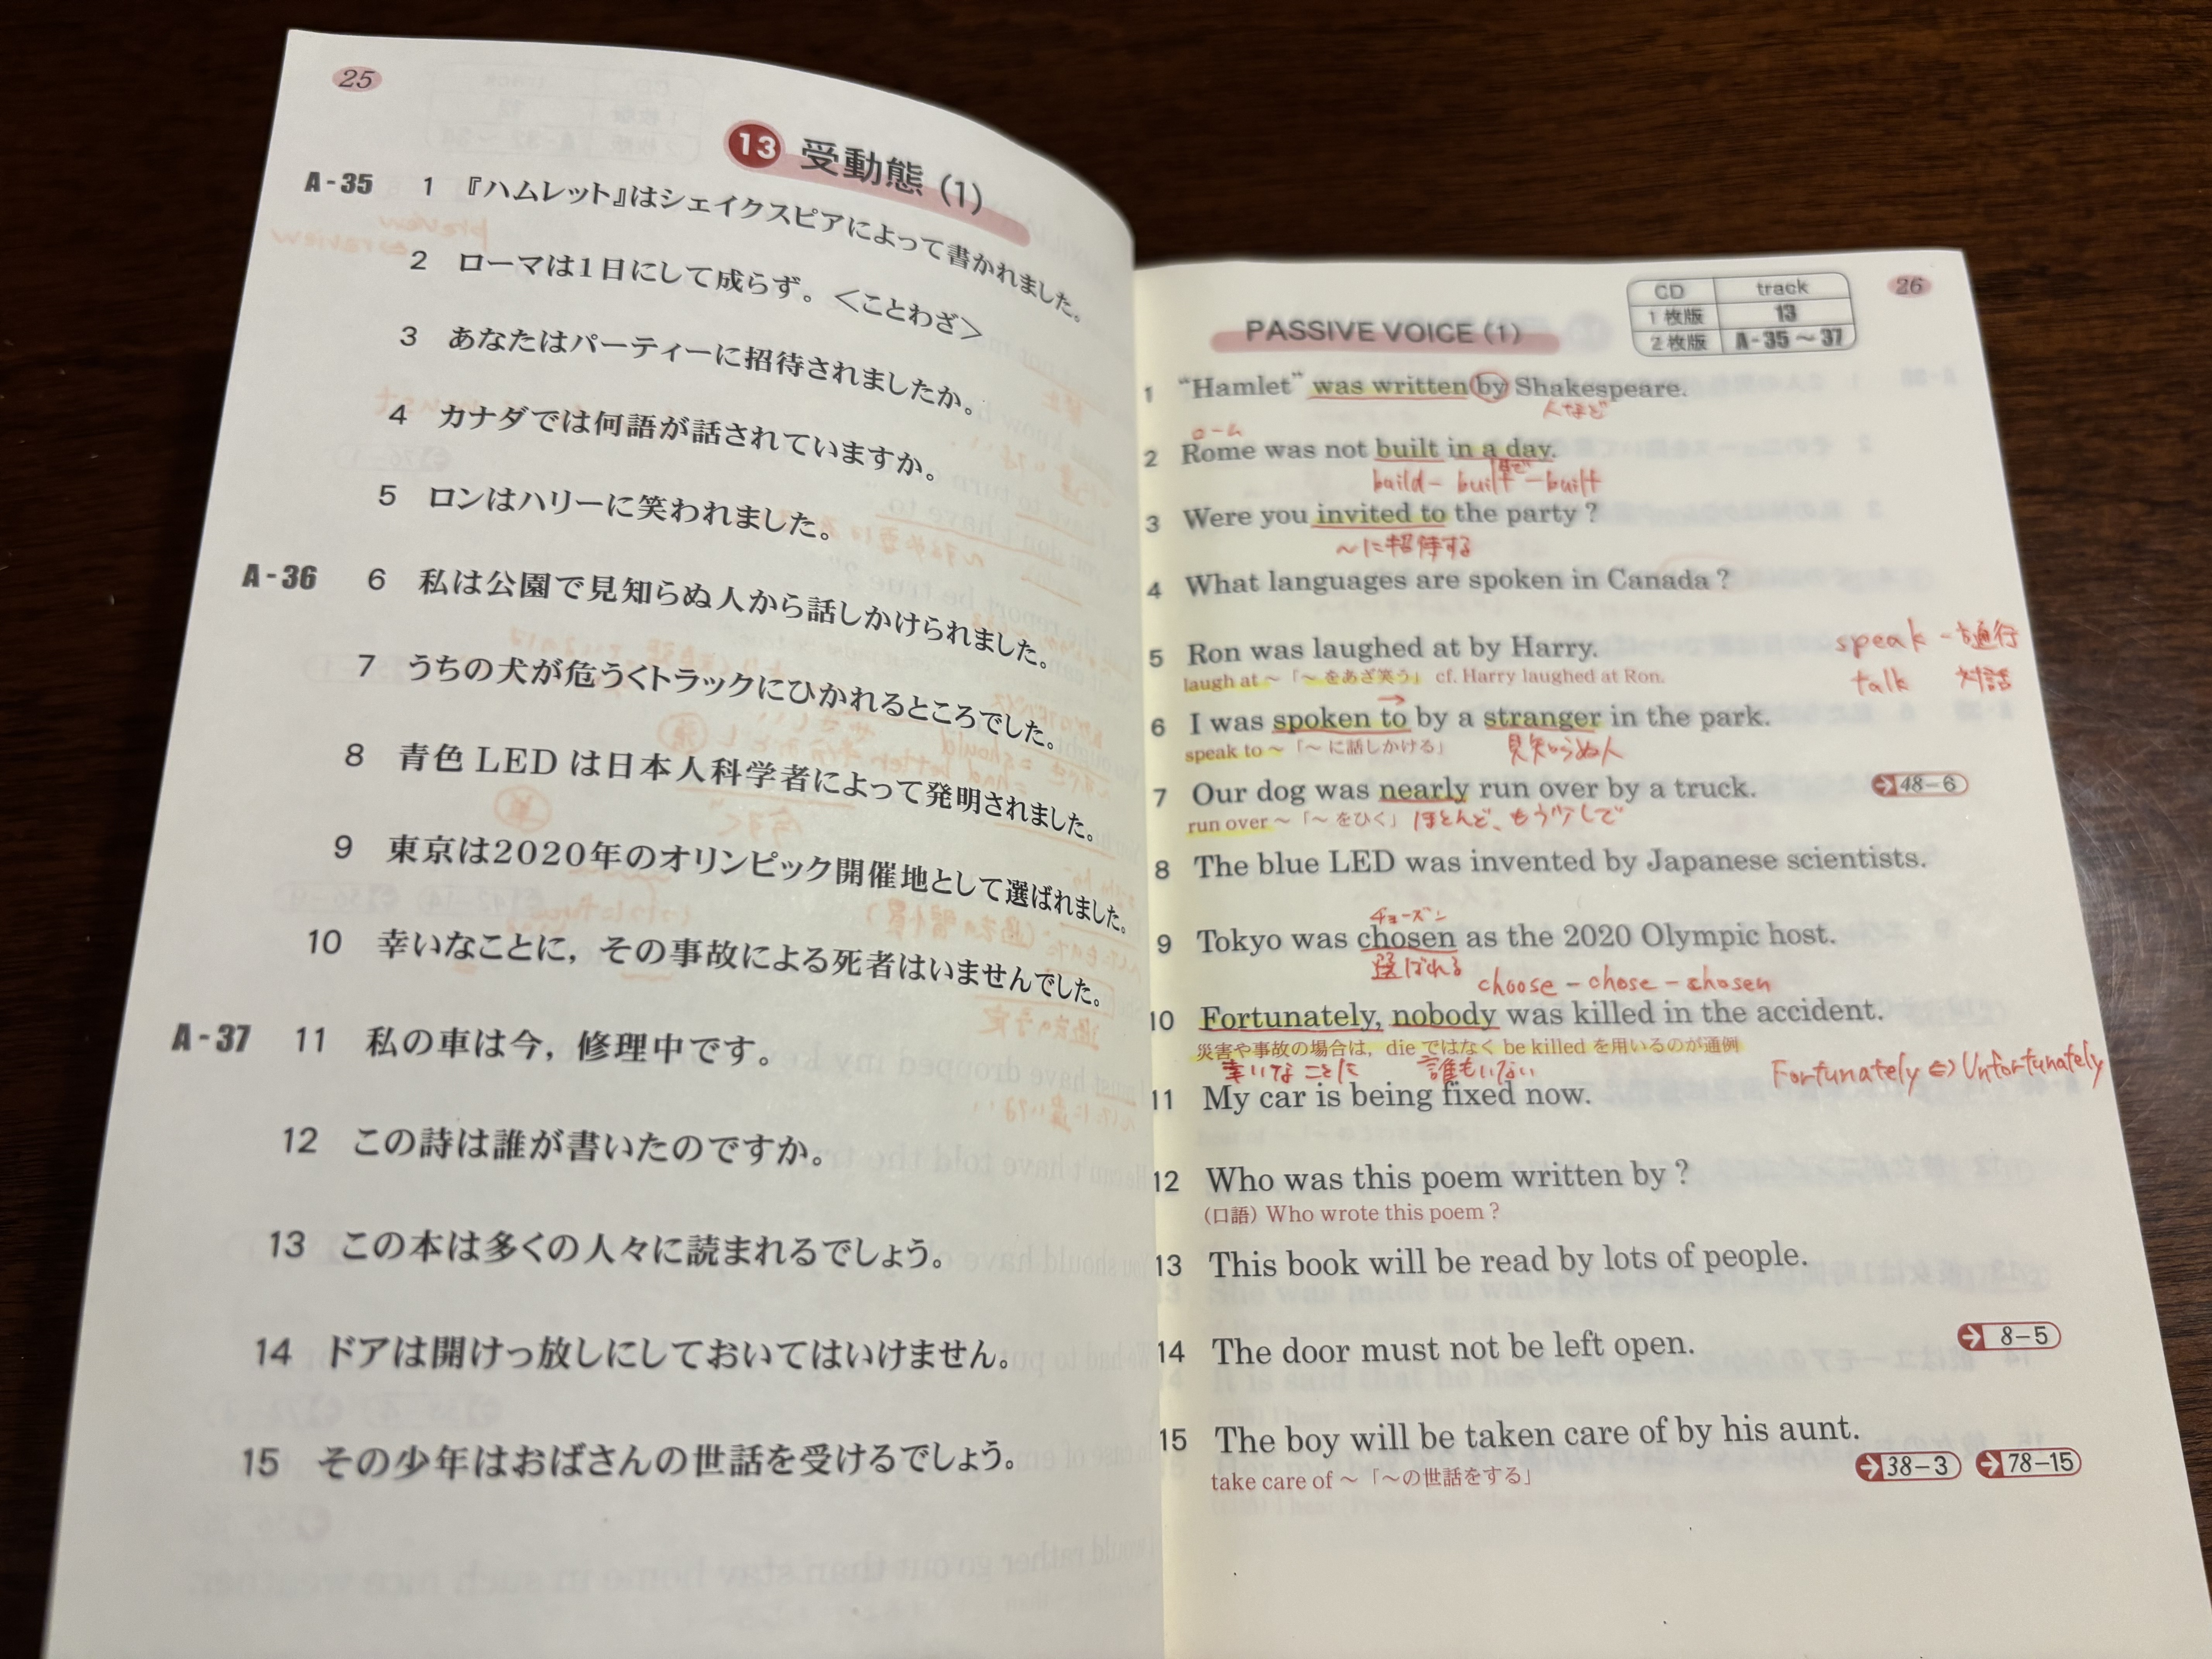 25
13 受動態 (1)
A-35 1 『ハムレット』はシェイクスピアによって書かれました。
2 ローマは1日にして成らず。<ことわざ>
3 あなたはパーティーに招待されましたか。
4 カナダでは何語が話されていますか。
5 ロンはハリーに笑われました。
A-36 6 私は公園で見知らぬ人から話しかけられました。
7 うちの犬が危うくトラックにひかれるところでした。
8 青色 LED は日本人科学者によって発明されました。
9 東京は2020年のオリンピック開催地として選ばれました。
10 幸いなことに，その事故による死者はいませんでした。
A-37 11 私の車は今，修理中です。
12 この詩は誰が書いたのですか。
13 この本は多くの人々に読まれるでしょう。
14 ドアは開けっ放しにしておいてはいけません。
15 その少年はおばさんの世話を受けるでしょう。
26
CD track
1 枚版 13
2 枚版 A-35～37
PASSIVE VOICE (1)
1 “Hamlet” was written by Shakespeare.
人など
ローム
2 Rome was not built in a day.
build - built - built
3 Were you invited to the party ?
～に招待する
4 What languages are spoken in Canada ?
speak - 方通行
5 Ron was laughed at by Harry.
laugh at ～「～をあざ笑う」 cf. Harry laughed at Ron.
talk 対話
→
6 I was spoken to by a stranger in the park.
speak to ～「～に話しかける」 見知らぬ人
7 Our dog was nearly run over by a truck. 48-6
run over ～「～をひく」 ほとんど、もう少しで
8 The blue LED was invented by Japanese scientists.
チョーズン
9 Tokyo was chosen as the 2020 Olympic host.
選ばれる choose - chose - chosen
10 Fortunately, nobody was killed in the accident.
災害や事故の場合は，die ではなく be killed を用いるのが通例
幸いなことに 誰もいない Fortunately ⇔ Unfortunately
11 My car is being fixed now.
12 Who was this poem written by ?
(口語) Who wrote this poem ?
13 This book will be read by lots of people.
14 The door must not be left open. 8-5
15 The boy will be taken care of by his aunt.
take care of ～「～の世話をする」 38-3 78-15